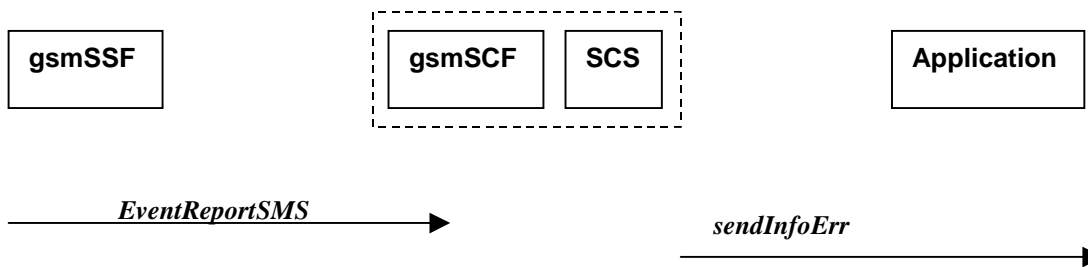 gsmSSF
gsmSCF
SCS
Application
EventReportSMS
sendInfoErr